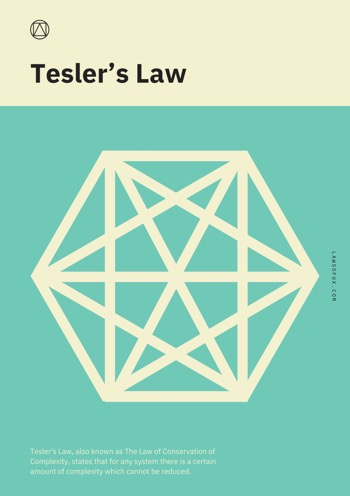 Tesler’s Law
LAWSOFUX.COM
Tesler’s Law, also known as The Law of Conservation of
Complexity, states that for any system there is a certain
amount of complexity which cannot be reduced.